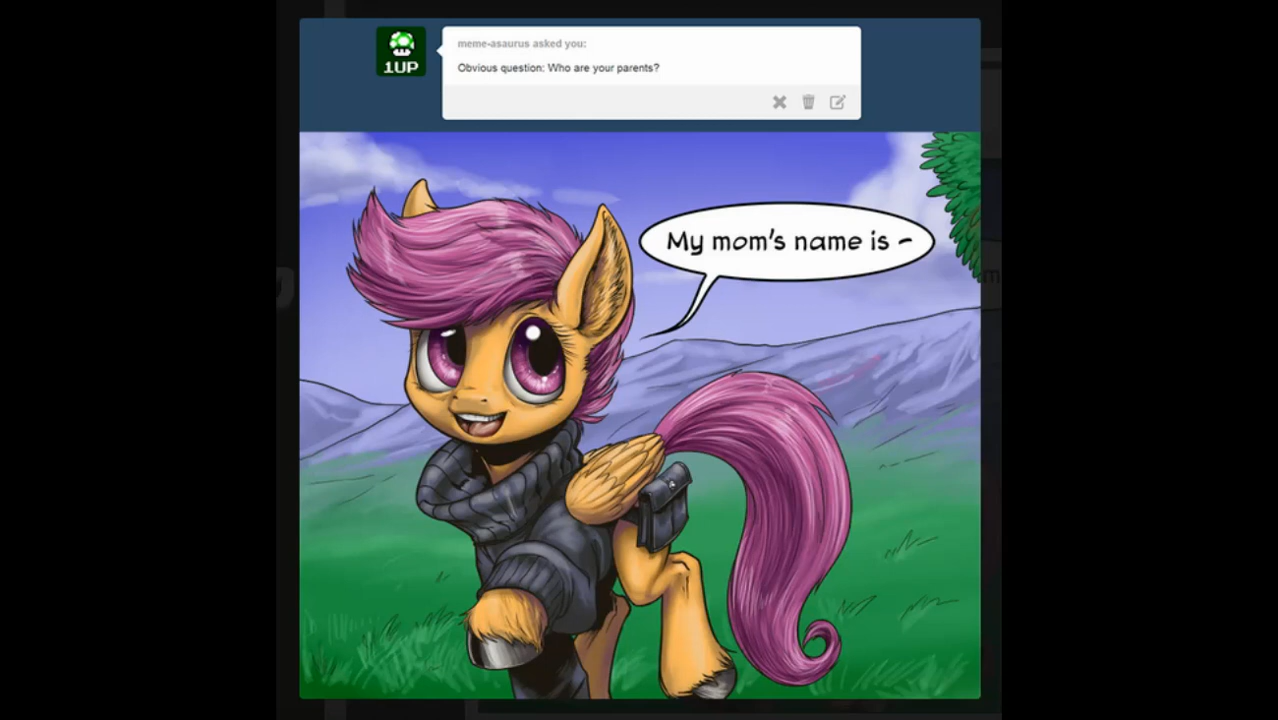 meme-asaurus asked you:
1UP
Obvious question: Who are your parents?
My mom's name is -